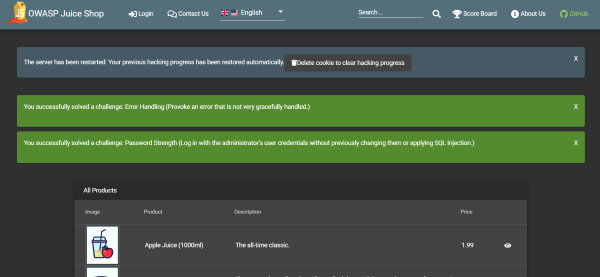 OWASP Juice Shop Login Contact Us English Search... Score Board About Us GitHub
The server has been restarted: Your previous hacking progress has been restored automatically. Delete cookie to clear hacking progress X
You successfully solved a challenge: Error Handling (Provoke an error that is not very gracefully handled.) X
You successfully solved a challenge: Password Strength (Log in with the administrator's user credentials without previously changing them or applying SQL Injection.) X
All Products
Image Product Description Price
Apple Juice (1000ml) The all-time classic. 1.99